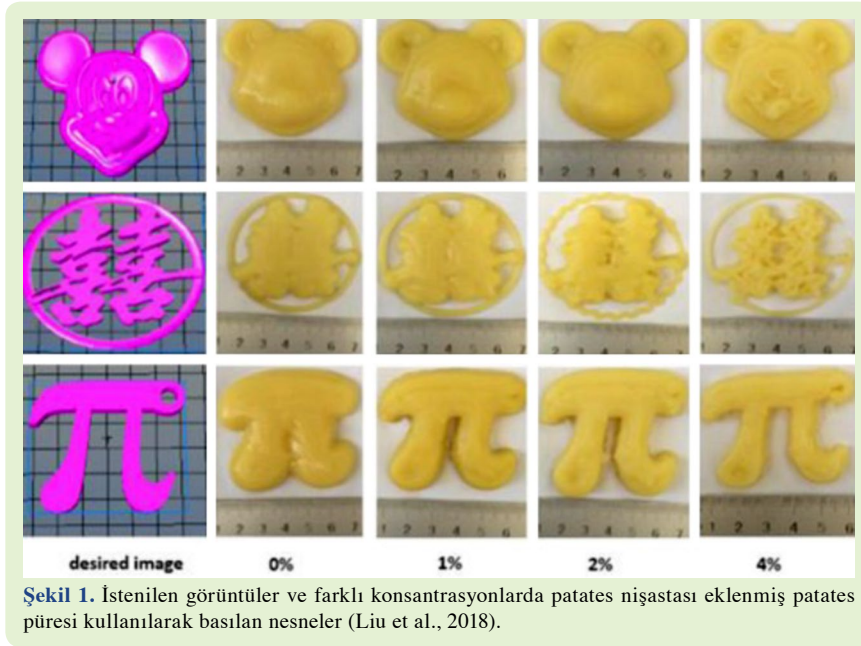 囍
π
desired image 0% 1% 2% 4%
Şekil 1. İstenilen görüntüler ve farklı konsantrasyonlarda patates nişastası eklenmiş patates
püresi kullanılarak basılan nesneler (Liu et al., 2018).